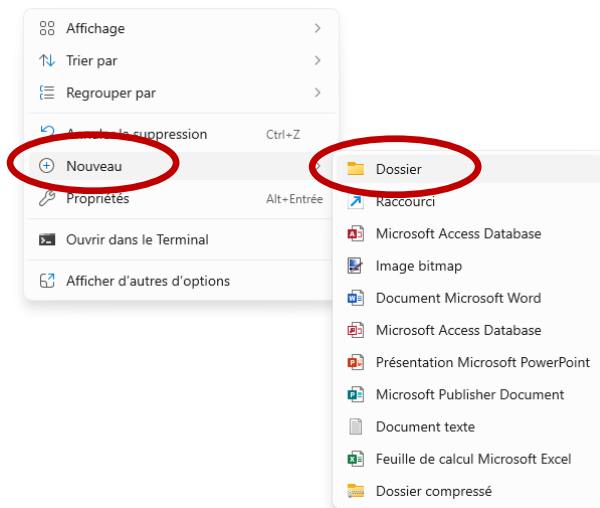 Affichage
Trier par
Regrouper par
Annuler la suppression Ctrl+Z
Nouveau
Propriétés Alt+Entrée
Ouvrir dans le Terminal
Afficher d'autres d'options
Dossier
Raccourci
Microsoft Access Database
Image bitmap
Document Microsoft Word
Microsoft Access Database
Présentation Microsoft PowerPoint
Microsoft Publisher Document
Document texte
Feuille de calcul Microsoft Excel
Dossier compressé